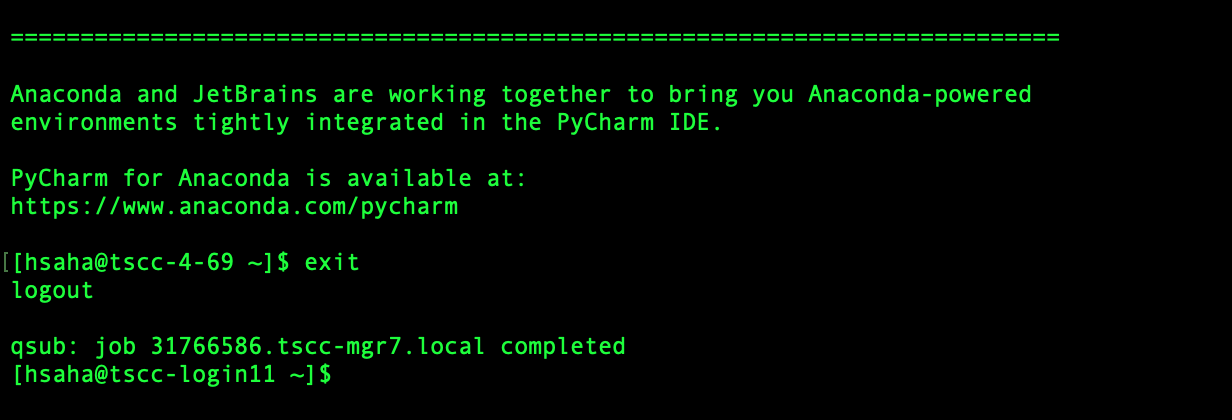 ===========================================================================
Anaconda and JetBrains are working together to bring you Anaconda-powered
environments tightly integrated in the PyCharm IDE.
PyCharm for Anaconda is available at:
https://www.anaconda.com/pycharm
[[hsaha@tscc-4-69 ~]$ exit
logout
qsub: job 31766586.tscc-mgr7.local completed
[hsaha@tscc-login11 ~]$